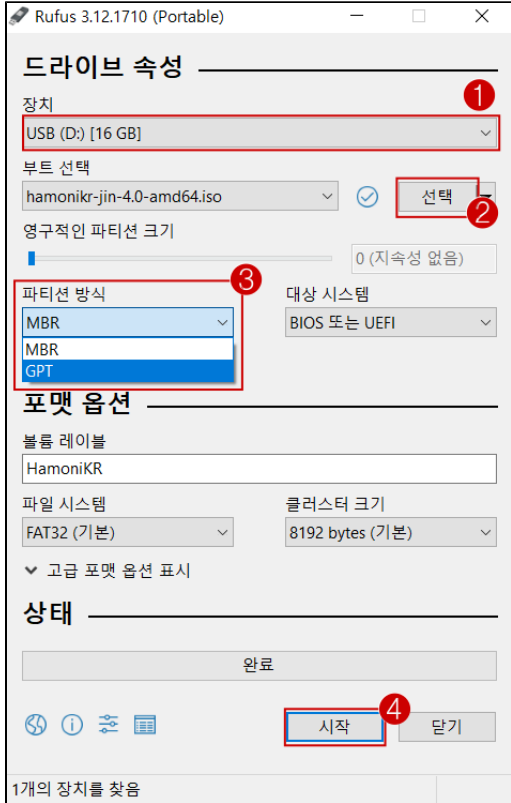 Rufus 3.12.1710 (Portable)
드라이브 속성
장치
1
USB (D:) [16 GB]
부트 선택
hamonikr-jin-4.0-amd64.iso
선택
2
영구적인 파티션 크기
0 (지속성 없음)
3
파티션 방식
대상 시스템
MBR
BIOS 또는 UEFI
MBR
GPT
포맷 옵션
볼륨 레이블
HamoniKR
파일 시스템
클러스터 크기
FAT32 (기본)
8192 bytes (기본)
고급 포맷 옵션 표시
상태
완료
시작
4
닫기
1개의 장치를 찾음